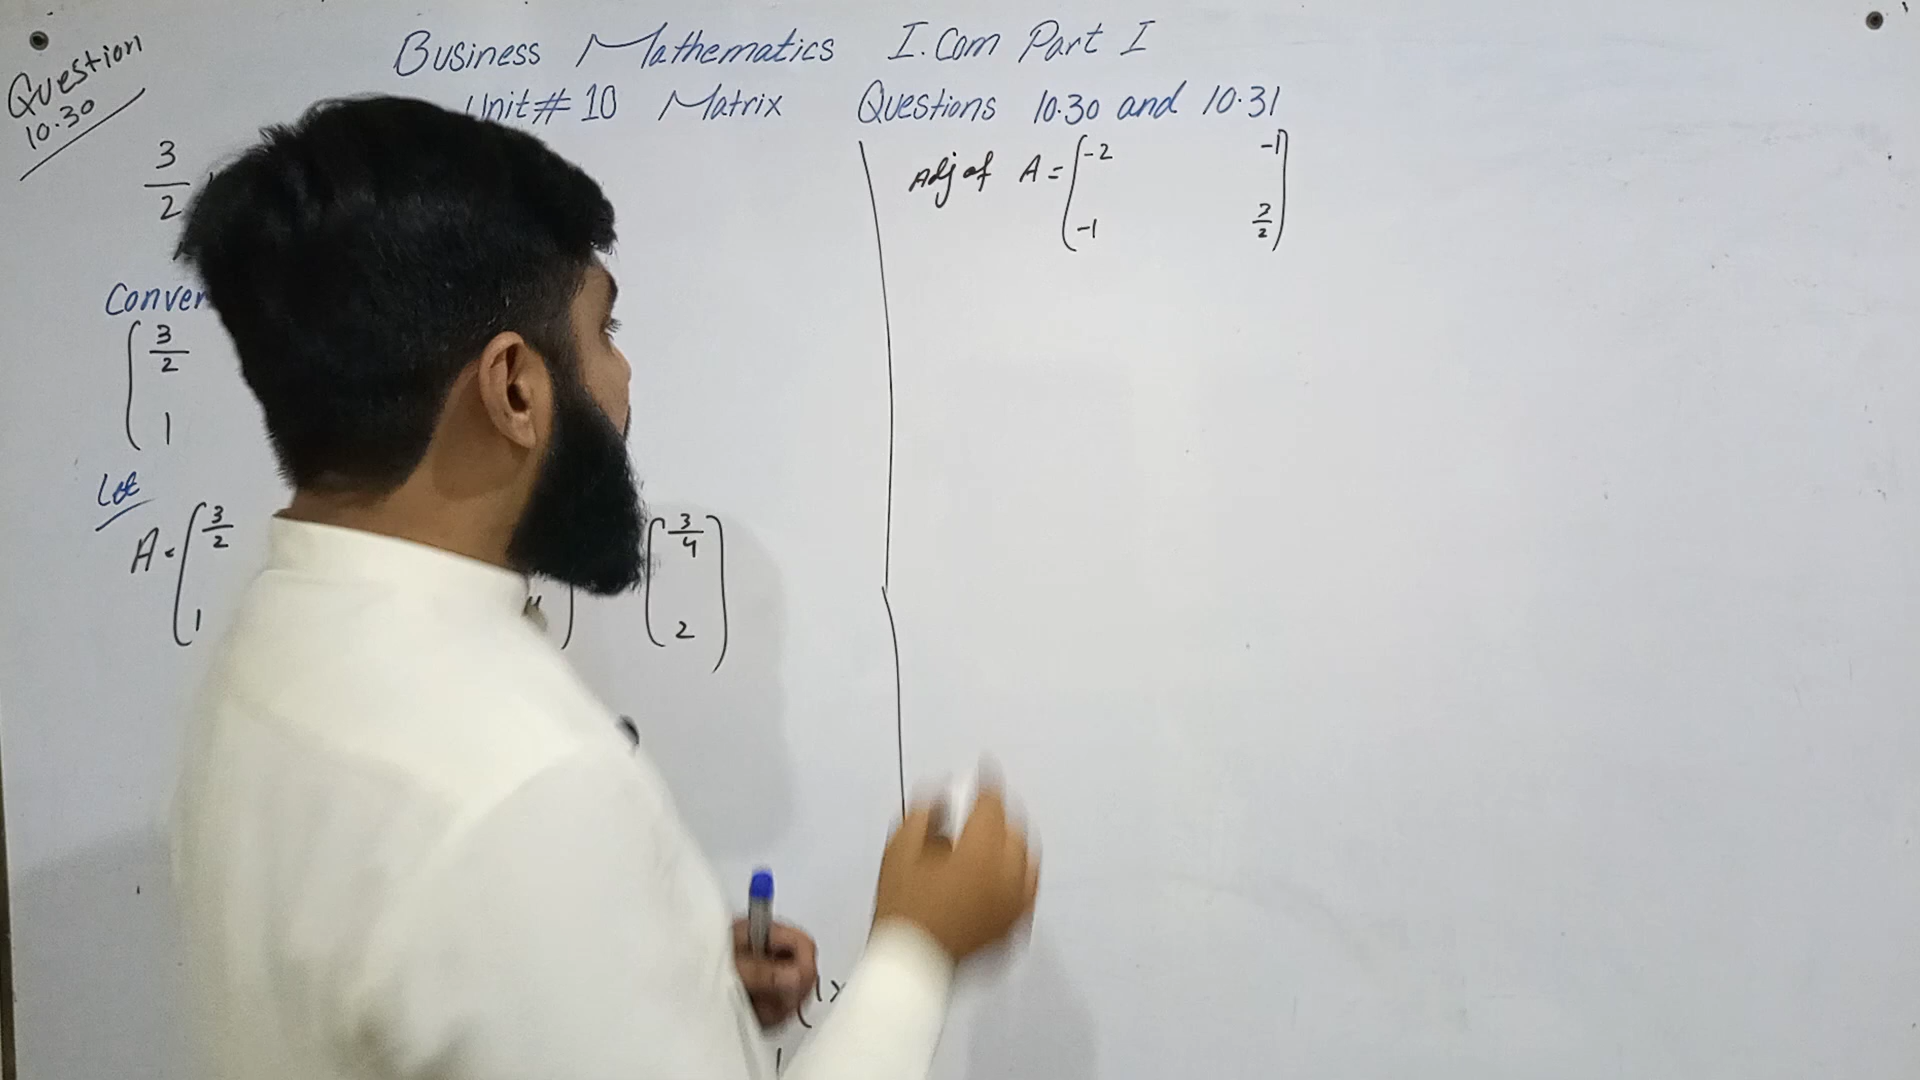 Question
10.30
Business Mathematics I.Com Part I
Unit# 10 Matrix Questions 10.30 and 10.31
3
2
Conver
3
2
1
Let
A = 3
2
1
3
4
2
Adj of A = -2 -1
-1 3
2